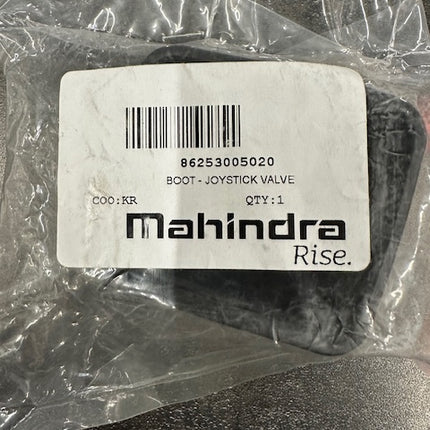 86253005020
BOOT - JOYSTICK VALVE
COO:KR QTY:1
Mahindra
Rise.